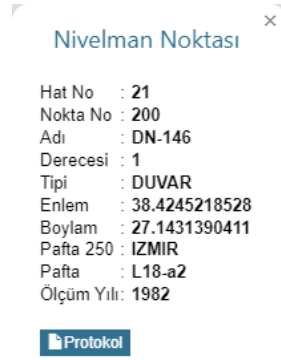 ×
Nivelman Noktası
Hat No : 21
Nokta No : 200
Adı : DN-146
Derecesi : 1
Tipi : DUVAR
Enlem : 38.4245218528
Boylam : 27.1431390411
Pafta 250 : IZMIR
Pafta : L18-a2
Ölçüm Yılı: 1982
Protokol